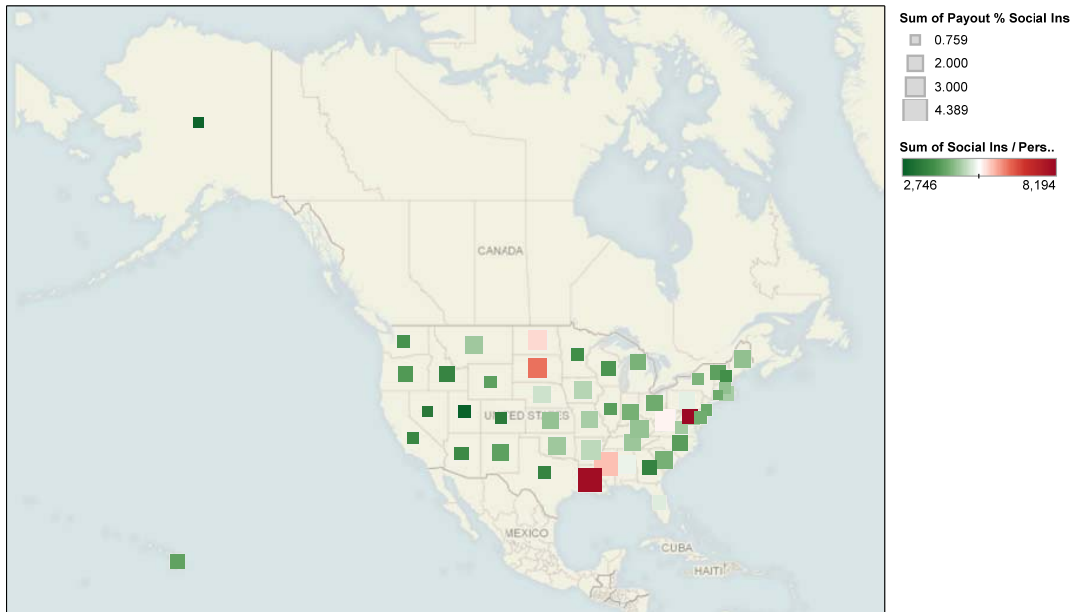 Sum of Payout % Social Ins
0.759
2.000
3.000
4.389
Sum of Social Ins / Pers..
2,746 8,194
CANADA
UNITED STATES
MEXICO
CUBA
HAITI